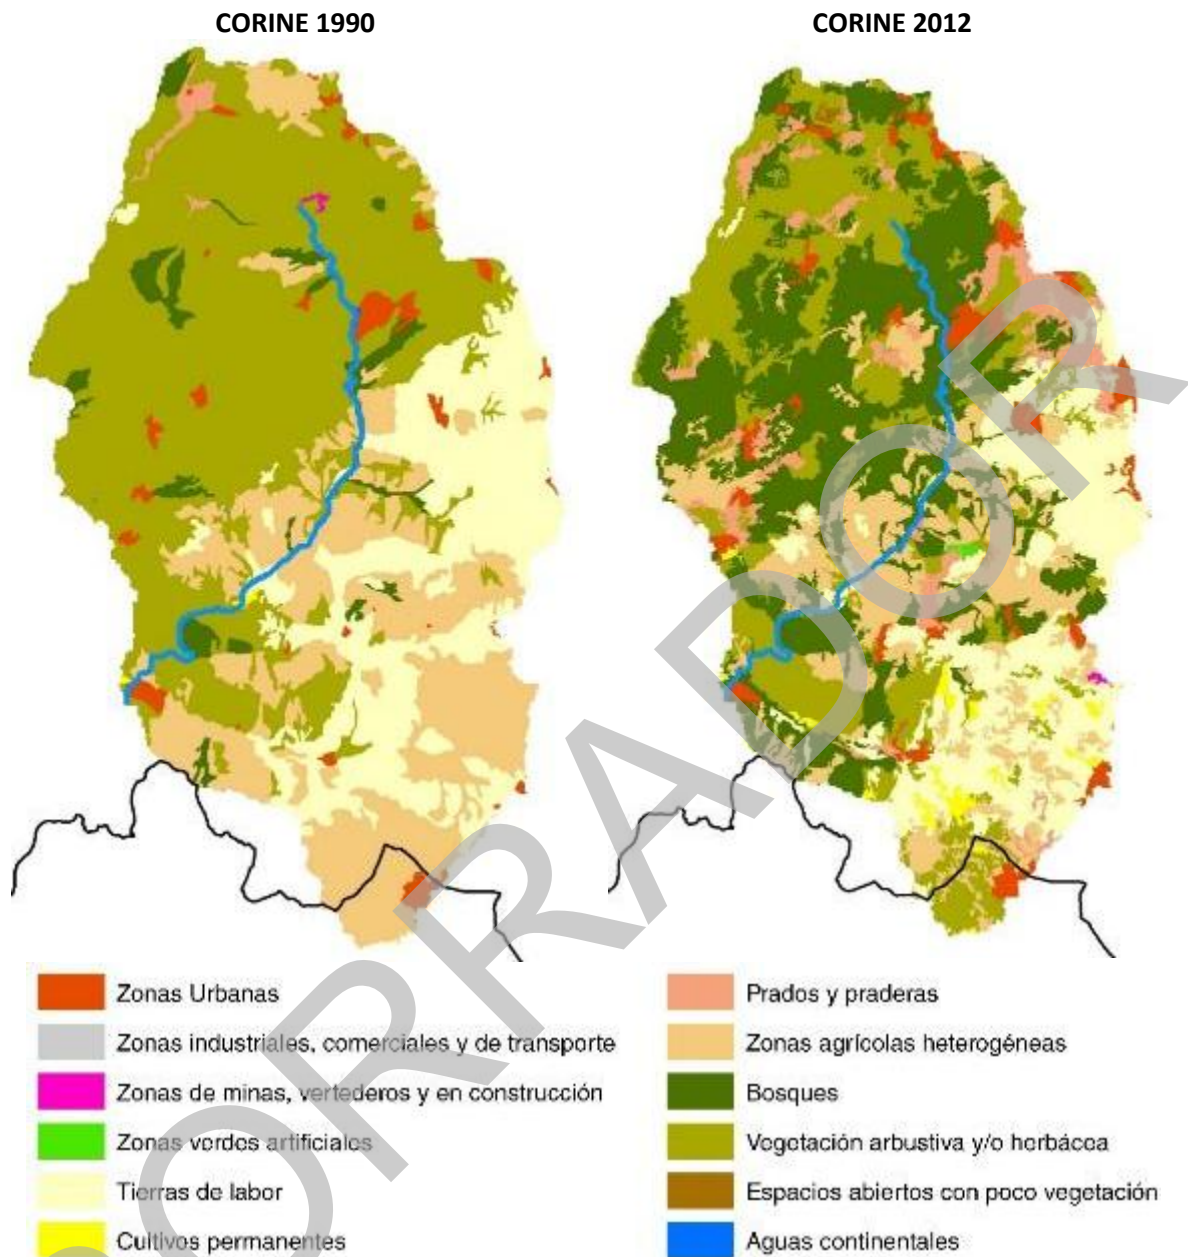 CORINE 1990
CORINE 2012
Zonas Urbanas
Zonas industriales, comerciales y de transporte
Zonas de minas, vertederos y en construcción
Zonas verdes artificiales
Tierras de labor
Cultivos permanentes
Prados y praderas
Zonas agrícolas heterogéneas
Bosques
Vegetación arbustiva y/o herbácea
Espacios abiertos con poco vegetación
Aguas continentales
ORRADOR